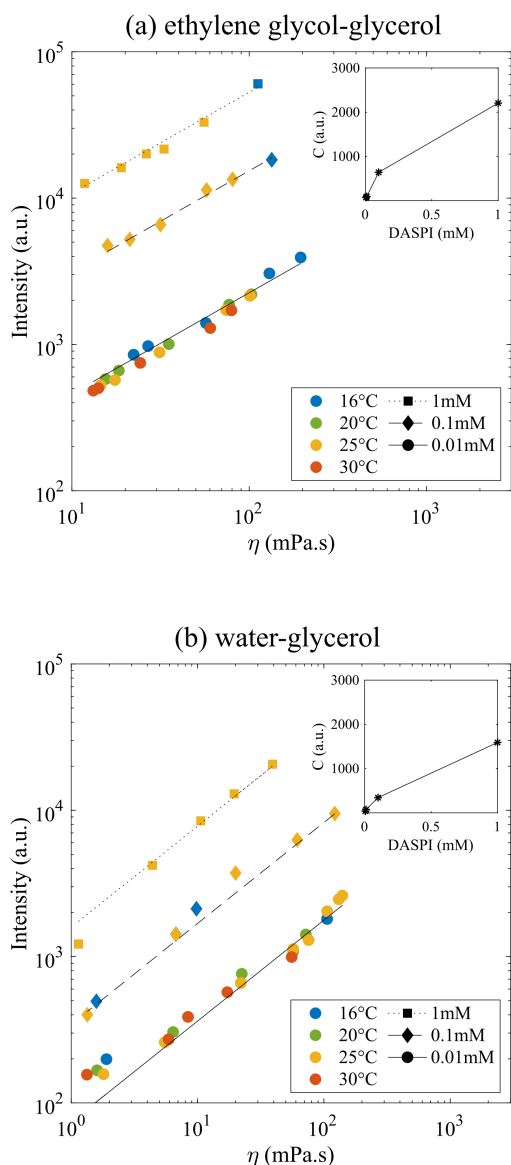 (a) ethylene glycol-glycerol
10^5
10^4
10^3
10^2
Intensity (a.u.)
3000
2000
1000
C (a.u.)
0 0.5 1
DASPI (mM)
16°C 1mM
20°C 0.1mM
25°C 0.01mM
30°C
10^1 10^2 10^3
η (mPa.s)
(b) water-glycerol
10^5
10^4
10^3
10^2
Intensity (a.u.)
3000
2000
1000
C (a.u.)
0 0.5 1
DASPI (mM)
16°C 1mM
20°C 0.1mM
25°C 0.01mM
30°C
10^0 10^1 10^2 10^3
η (mPa.s)